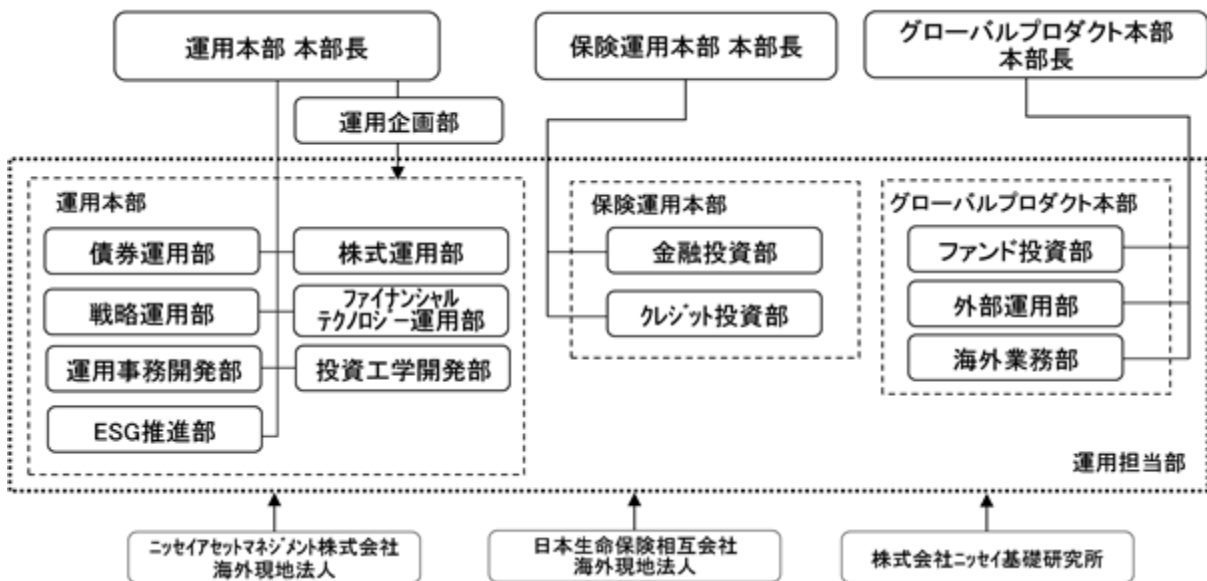 運用本部 本部長
保険運用本部 本部長
グローバルプロダクト本部
本部長
運用企画部
運用本部
債券運用部
株式運用部
戦略運用部
ファイナンシャル
テクノロジー運用部
運用事務開発部
投資工学開発部
ESG推進部
保険運用本部
金融投資部
クレジット投資部
グローバルプロダクト本部
ファンド投資部
外部運用部
海外業務部
運用担当部
ニッセイアセットマネジメント株式会社
海外現地法人
日本生命保険相互会社
海外現地法人
株式会社ニッセイ基礎研究所